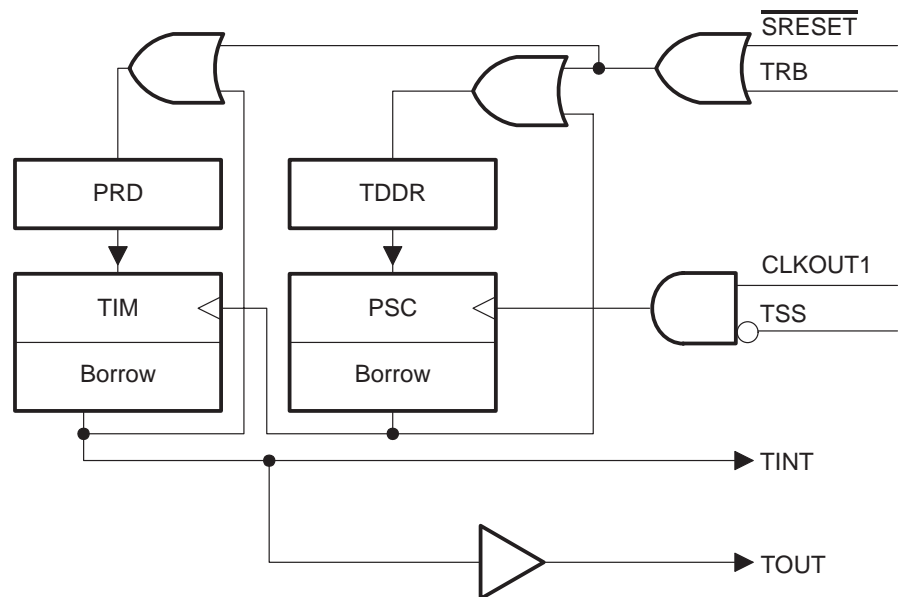 SRESET
TRB
PRD
TDDR
CLKOUT1
TIM
PSC
TSS
Borrow
Borrow
TINT
TOUT